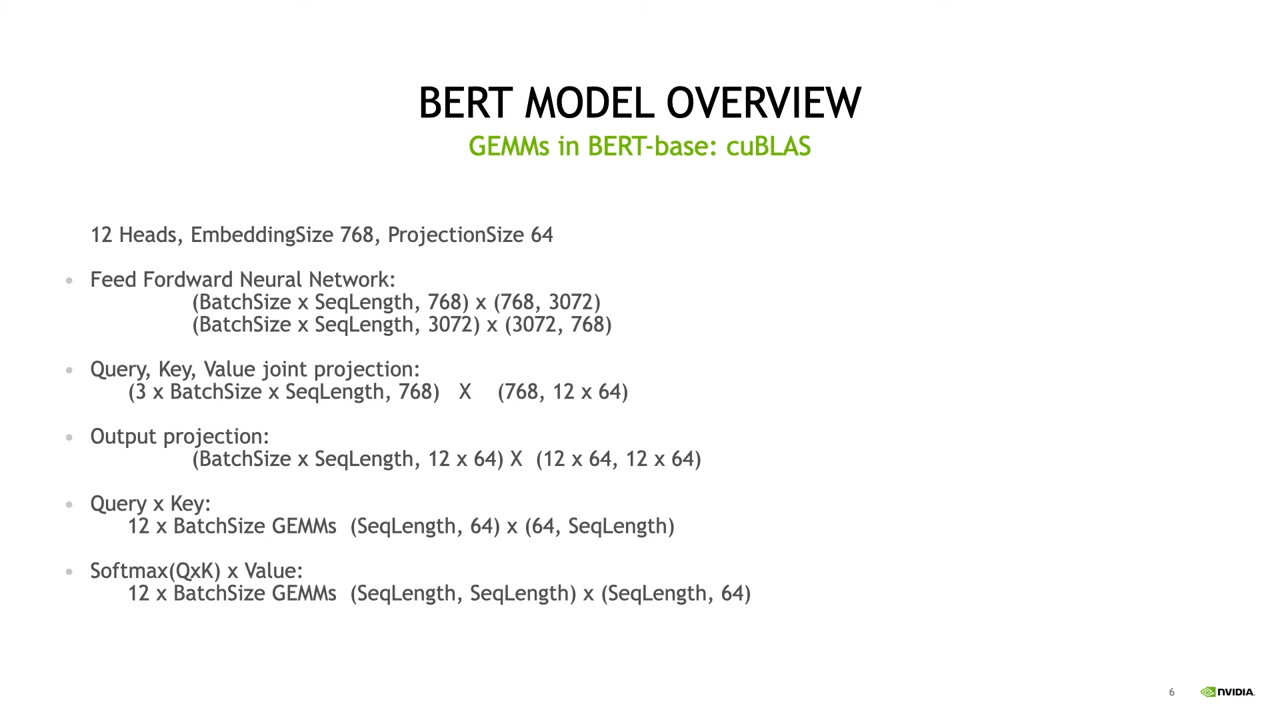 BERT MODEL OVERVIEW
GEMMs in BERT-base: cuBLAS
12 Heads, EmbeddingSize 768, ProjectionSize 64
• Feed Fordward Neural Network:
(BatchSize x SeqLength, 768) x (768, 3072)
(BatchSize x SeqLength, 3072) x (3072, 768)
• Query, Key, Value joint projection:
(3 x BatchSize x SeqLength, 768) X (768, 12 x 64)
• Output projection:
(BatchSize x SeqLength, 12 x 64) X (12 x 64, 12 x 64)
• Query x Key:
12 x BatchSize GEMMs (SeqLength, 64) x (64, SeqLength)
• Softmax(QxK) x Value:
12 x BatchSize GEMMs (SeqLength, SeqLength) x (SeqLength, 64)
6 NVIDIA.